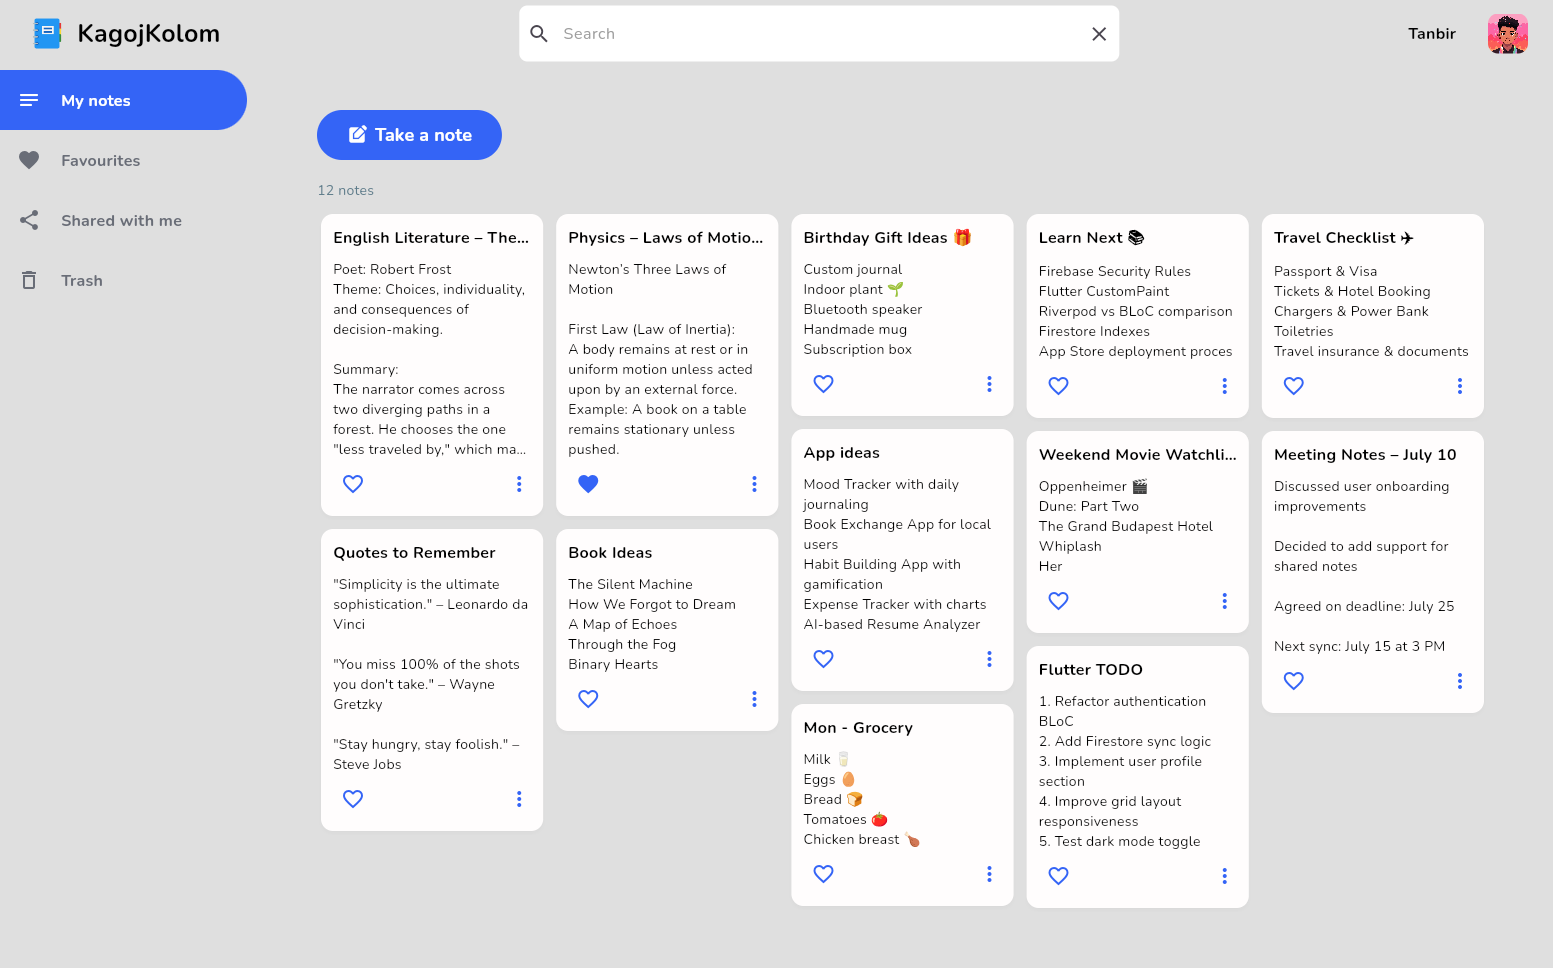 KagojKolom
Search
Tanbir
My notes
Favourites
Shared with me
Trash
Take a note
12 notes
English Literature – The...
Poet: Robert Frost
Theme: Choices, individuality,
and consequences of
decision-making.
Summary:
The narrator comes across
two diverging paths in a
forest. He chooses the one
"less traveled by," which ma...
Physics – Laws of Motio...
Newton’s Three Laws of
Motion
First Law (Law of Inertia):
A body remains at rest or in
uniform motion unless acted
upon by an external force.
Example: A book on a table
remains stationary unless
pushed.
Birthday Gift Ideas 🎁
Custom journal
Indoor plant 🌱
Bluetooth speaker
Handmade mug
Subscription box
Learn Next 📚
Firebase Security Rules
Flutter CustomPaint
Riverpod vs BLoC comparison
Firestore Indexes
App Store deployment proces
Travel Checklist ✈
Passport & Visa
Tickets & Hotel Booking
Chargers & Power Bank
Toiletries
Travel insurance & documents
Quotes to Remember
"Simplicity is the ultimate
sophistication." – Leonardo da
Vinci
"You miss 100% of the shots
you don't take." – Wayne
Gretzky
"Stay hungry, stay foolish." –
Steve Jobs
Book Ideas
The Silent Machine
How We Forgot to Dream
A Map of Echoes
Through the Fog
Binary Hearts
App ideas
Mood Tracker with daily
journaling
Book Exchange App for local
users
Habit Building App with
gamification
Expense Tracker with charts
AI-based Resume Analyzer
Mon - Grocery
Milk 🥛
Eggs 🥚
Bread 🍞
Tomatoes 🍅
Chicken breast 🍗
Weekend Movie Watchli...
Oppenheimer 🎬
Dune: Part Two
The Grand Budapest Hotel
Whiplash
Her
Flutter TODO
1. Refactor authentication
BLoC
2. Add Firestore sync logic
3. Implement user profile
section
4. Improve grid layout
responsiveness
5. Test dark mode toggle
Meeting Notes – July 10
Discussed user onboarding
improvements
Decided to add support for
shared notes
Agreed on deadline: July 25
Next sync: July 15 at 3 PM